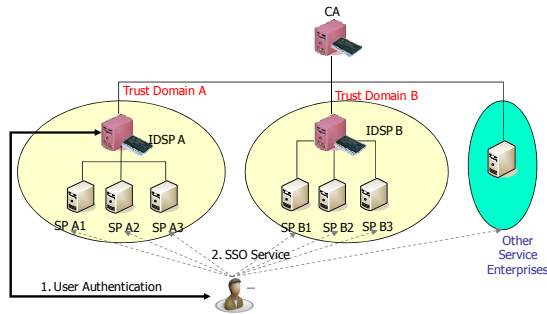 CA
Trust Domain A
Trust Domain B
IDSP A
IDSP B
SP A1
SP A2
SP A3
SP B1
SP B2
SP B3
2. SSO Service
Other
Service
Enterprises
1. User Authentication